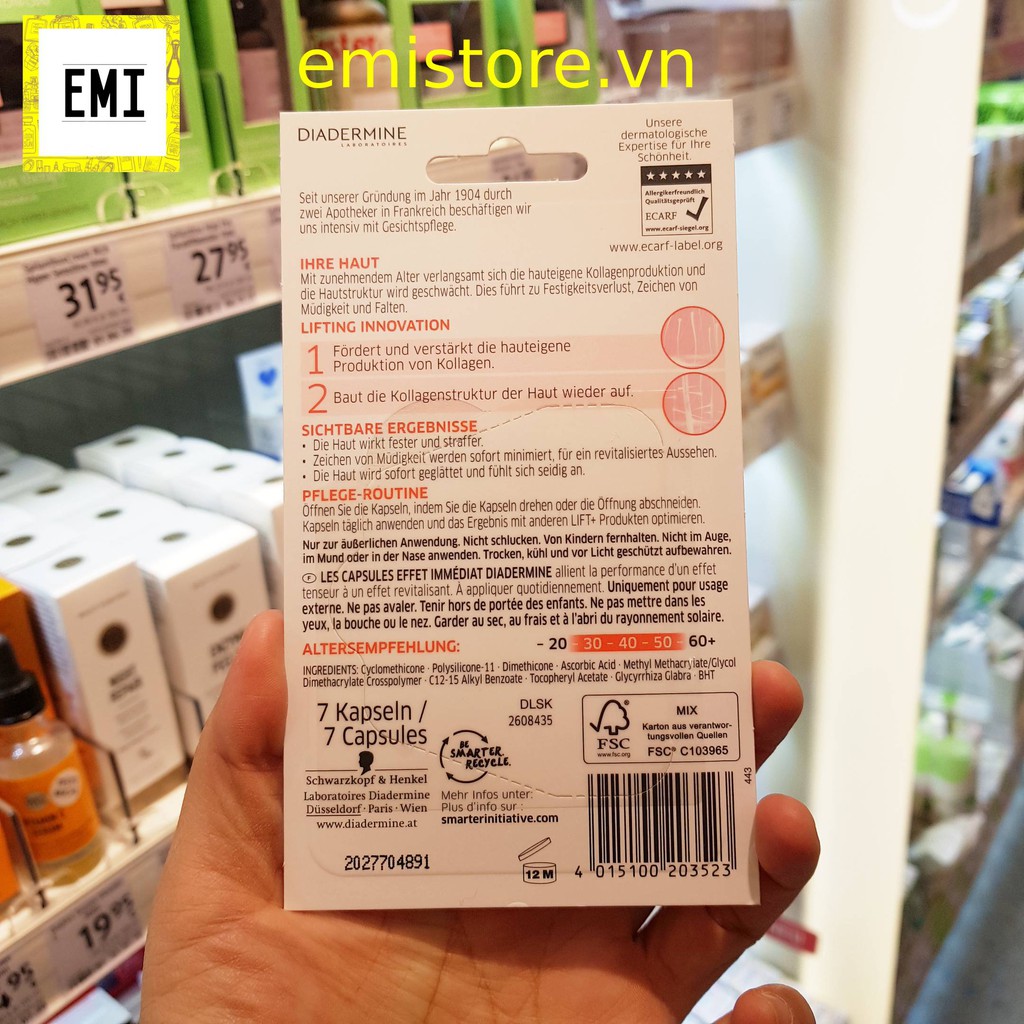 EMI
emistore.vn
DIADERMINE
LABORATOIRES
Unsere
dermatologische
Expertise für Ihre
Schönheit.
Seit unserer Gründung im Jahr 1904 durch
zwei Apotheker in Frankreich beschäftigen wir
uns intensiv mit Gesichtspflege.
★★★★★
Allergikerfreundlich
Qualitätsgeprüft
ECARF
www.ecarf-siegel.org
www.ecarf-label.org
IHRE HAUT
Mit zunehmendem Alter verlangsamt sich die hauteigene Kollagenproduktion und
die Hautstruktur wird geschwächt. Dies führt zu Festigkeitsverlust, Zeichen von
Müdigkeit und Falten.
LIFTING INNOVATION
1 Fördert und verstärkt die hauteigene
Produktion von Kollagen.
2 Baut die Kollagenstruktur der Haut wieder auf.
SICHTBARE ERGEBNISSE
• Die Haut wirkt fester und straffer.
• Zeichen von Müdigkeit werden sofort minimiert, für ein revitalisiertes Aussehen.
• Die Haut wird sofort geglättet und fühlt sich seidig an.
PFLEGE-ROUTINE
Öffnen Sie die Kapseln, indem Sie die Kapseln drehen oder die Öffnung abschneiden.
Kapseln täglich anwenden und das Ergebnis mit anderen LIFT+ Produkten optimieren.
Nur zur äußerlichen Anwendung. Nicht schlucken. Von Kindern fernhalten. Nicht im Auge,
im Mund oder in der Nase anwenden. Trocken, kühl und vor Licht geschützt aufbewahren.
F LES CAPSULES EFFET IMMÉDIAT DIADERMINE allient la performance d'un effet
tenseur à un effet revitalisant. À appliquer quotidiennement. Uniquement pour usage
externe. Ne pas avaler. Tenir hors de portée des enfants. Ne pas mettre dans les
yeux, la bouche ou le nez. Garder au sec, au frais et à l'abri du rayonnement solaire.
ALTERSEMPFEHLUNG: - 20 - 30 - 40 - 50 - 60+
INGREDIENTS: Cyclomethicone · Polysilicone-11 · Dimethicone · Ascorbic Acid · Methyl Methacrylate/Glycol
Dimethacrylate Crosspolymer · C12-15 Alkyl Benzoate · Tocopheryl Acetate · Glycyrrhiza Glabra · BHT
7 Kapseln /
7 Capsules
DLSK
2608435
BE
SMARTER.
RECYCLE.
FSC
www.fsc.org
MIX
Karton aus verantwor-
tungsvollen Quellen
FSC® C103965
443
Schwarzkopf & Henkel
Laboratoires Diadermine
Düsseldorf · Paris · Wien
www.diadermine.at
Mehr Infos unter:
Plus d'info sur :
smarterinitiative.com
2027704891
12 M
4 015100 203523
31 95
27 95
19 95